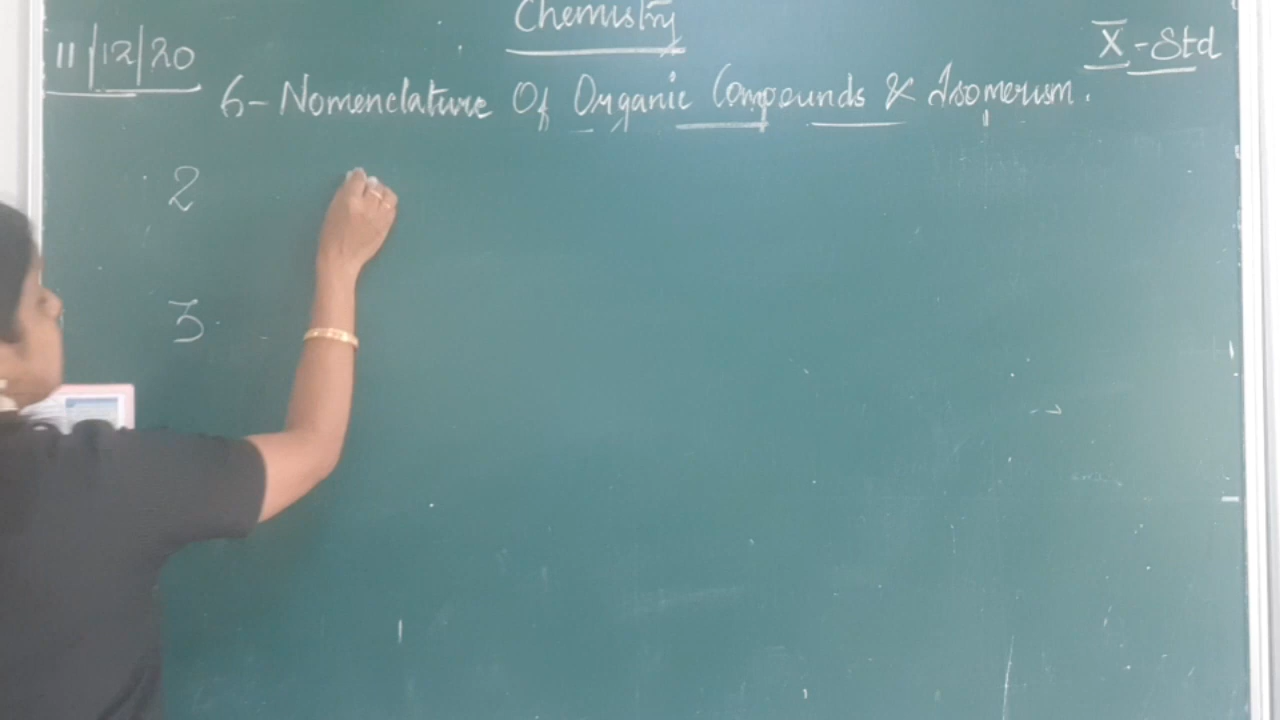 Chemistry
11/12/20
X-Std
6-Nomenclature Of Organic Compounds & Isomerism.
2
3